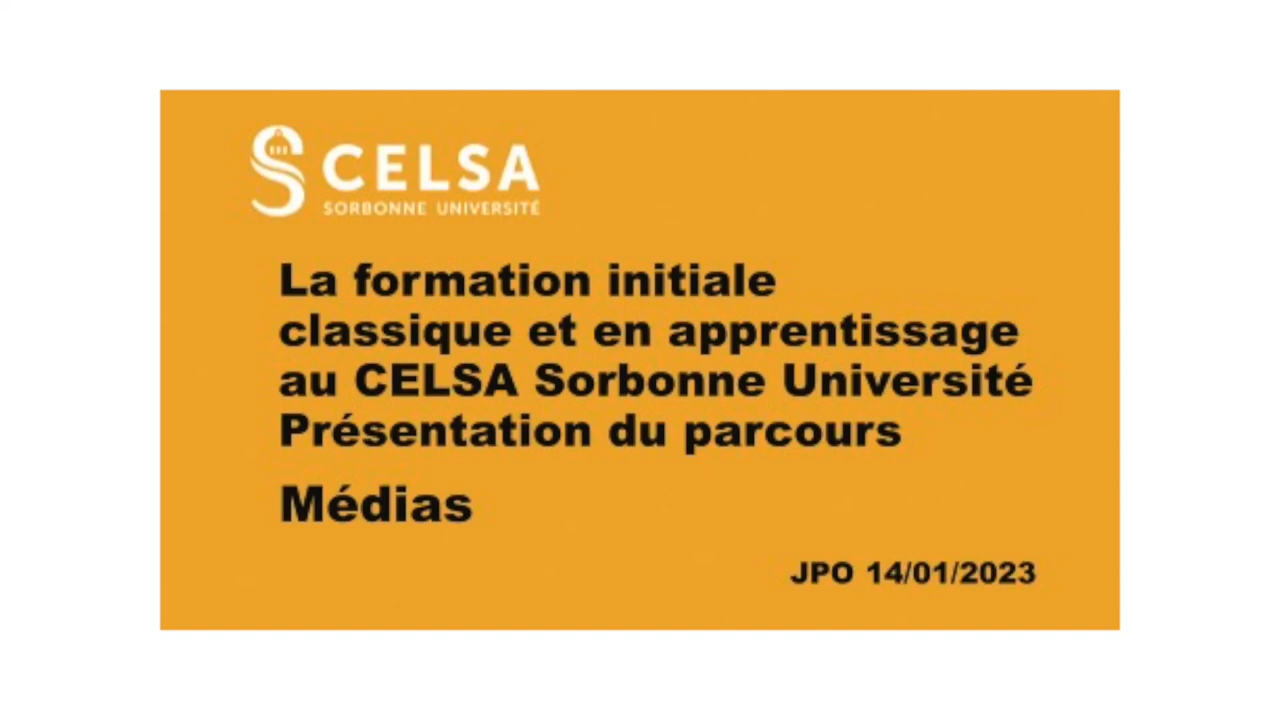 CELSA
SORBONNE UNIVERSITÉ
La formation initiale
classique et en apprentissage
au CELSA Sorbonne Université
Présentation du parcours
Médias
JPO 14/01/2023